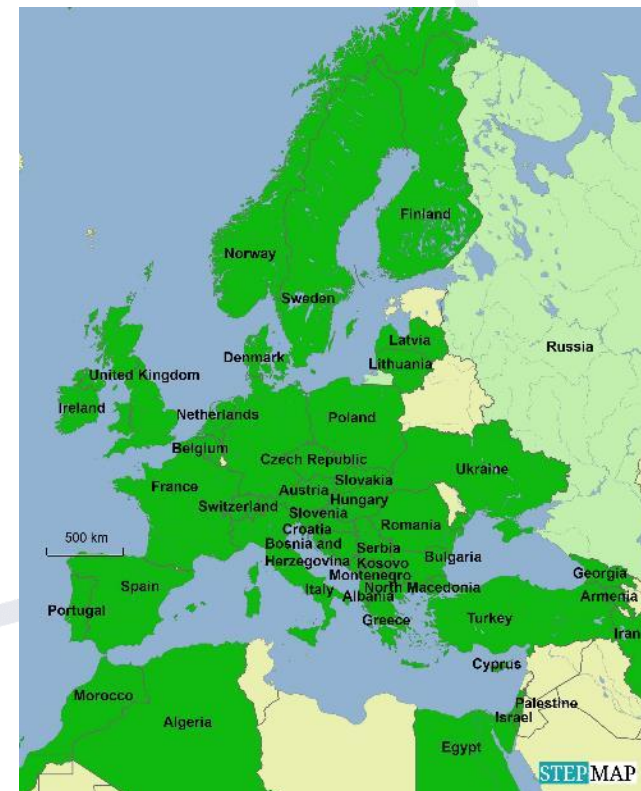 Finland
Norway
Sweden
Latvia
Denmark
Lithuania
Russia
United Kingdom
Ireland
Netherlands
Poland
Belgium
Czech Republic
Ukraine
France
Slovakia
Austria
Switzerland
Hungary
Slovenia
Romania
Croatia
500 km
Bosnia and
Herzegovina
Serbia
Kosovo
Bulgaria
Montenegro
North Macedonia
Georgia
Spain
Italy
Albania
Armenia
Portugal
Greece
Turkey
Iran
Cyprus
Morocco
Palestine
Algeria
Israel
Egypt
STEPMAP